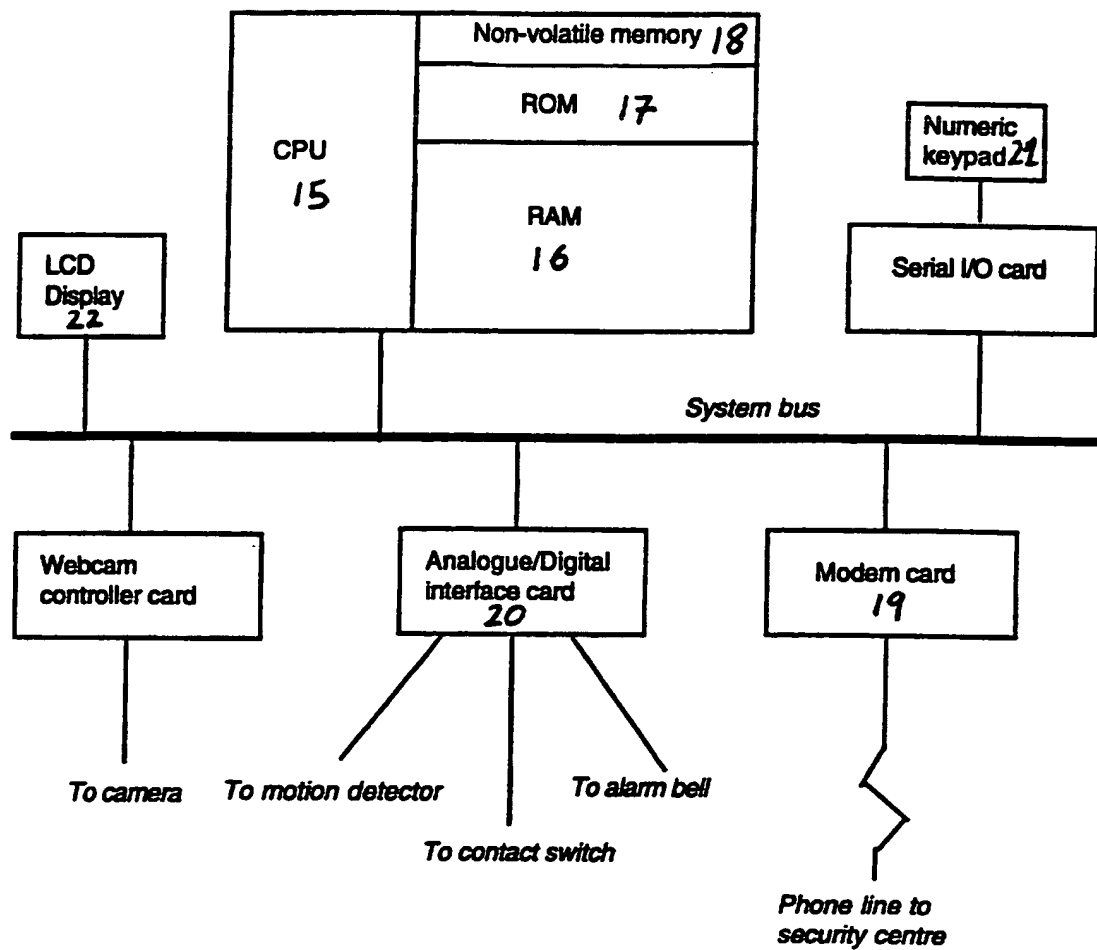 Non-volatile memory 18
ROM 17
CPU
15
RAM
16
Numeric
keypad 21
LCD
Display
22
Serial I/O card
System bus
Webcam
controller card
Analogue/Digital
interface card
20
Modem card
19
To camera
To motion detector
To alarm bell
To contact switch
Phone line to
security centre